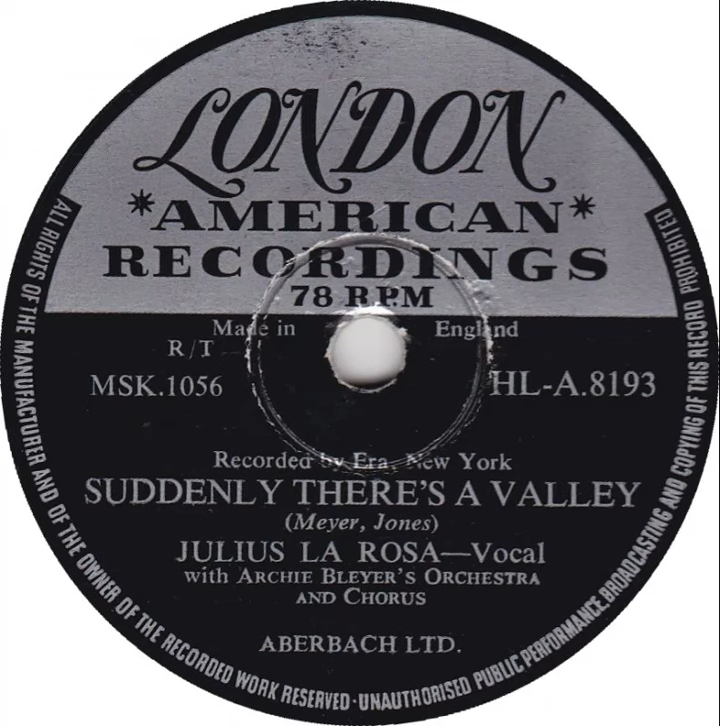 LONDON
*AMERICAN*
RECORDINGS
78 RPM
Made in England
R/T
MSK.1056 HL-A.8193
Recorded by Era, New York
SUDDENLY THERE'S A VALLEY
(Meyer, Jones)
JULIUS LA ROSA—Vocal
with ARCHIE BLEYER'S ORCHESTRA
AND CHORUS
ABERBACH LTD.
ALL RIGHTS OF THE MANUFACTURER AND OF THE OWNER OF THE RECORDED WORK RESERVED · UNAUTHORISED PUBLIC PERFORMANCE BROADCASTING AND COPYING OF THIS RECORD PROHIBITED